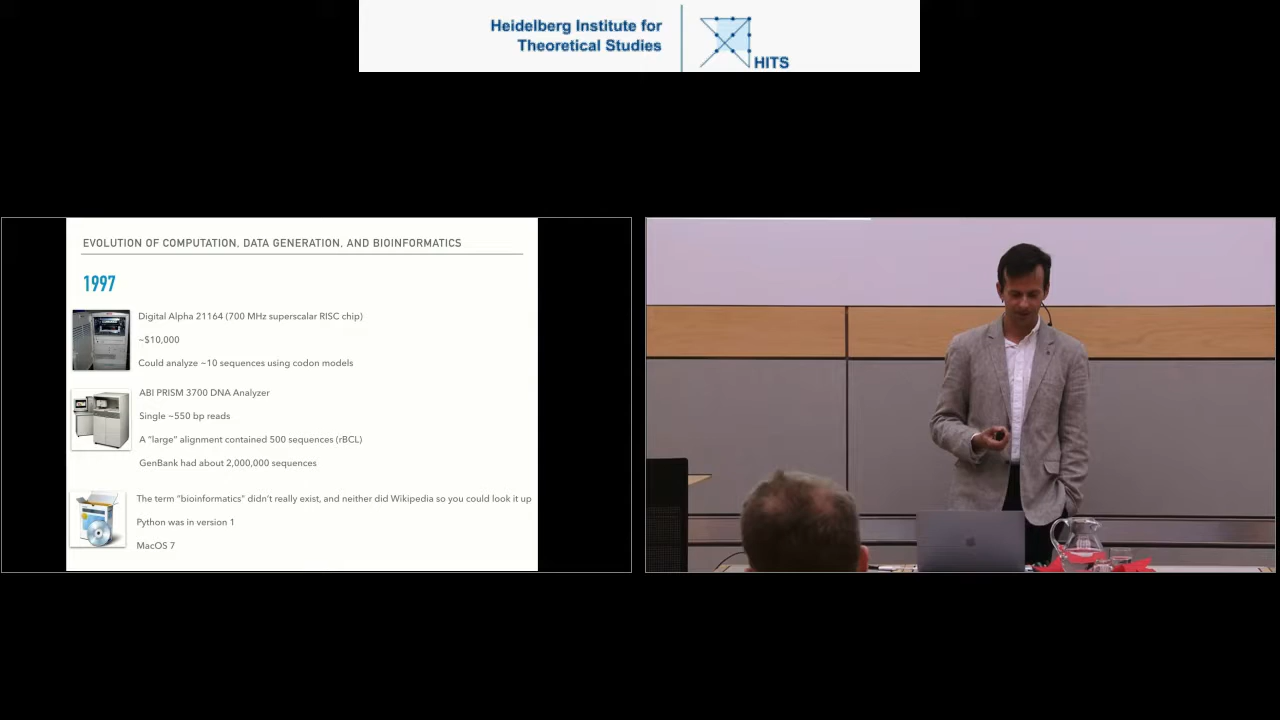 Heidelberg Institute for
Theoretical Studies
HITS
EVOLUTION OF COMPUTATION, DATA GENERATION, AND BIOINFORMATICS
1997
Digital Alpha 21164 (700 MHz superscalar RISC chip)
~$10,000
Could analyze ~10 sequences using codon models
ABI PRISM 3700 DNA Analyzer
Single ~550 bp reads
A "large" alignment contained 500 sequences (rBCL)
GenBank had about 2,000,000 sequences
The term "bioinformatics" didn't really exist, and neither did Wikipedia so you could look it up
Python was in version 1
MacOS 7